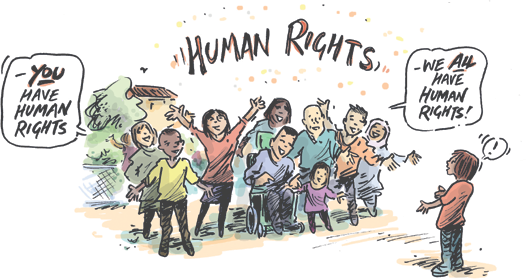 HUMAN RIGHTS
- YOU
HAVE
HUMAN
RIGHTS
- WE ALL
HAVE
HUMAN
RIGHTS!
!